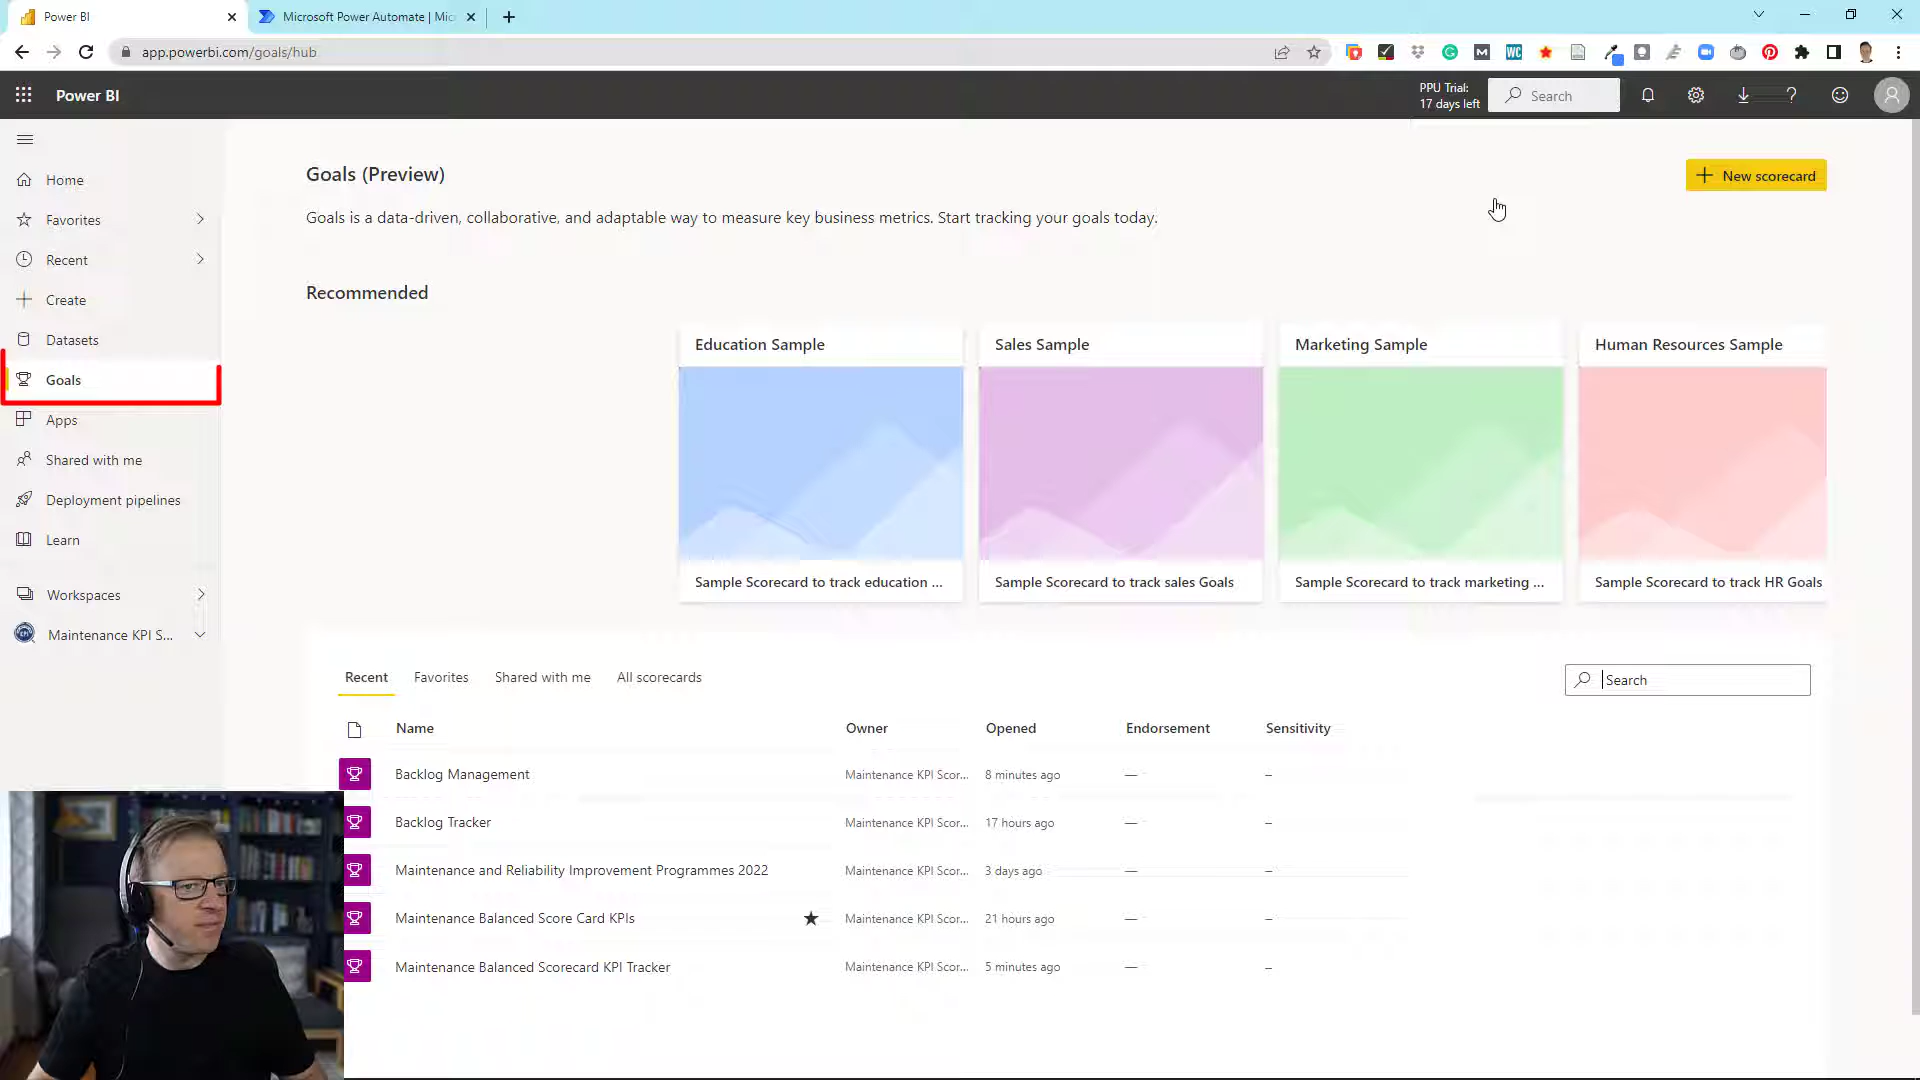 Power BI
Microsoft Power Automate | Mic
app.powerbi.com/goals/hub
Power BI
PPU Trial:
17 days left
Search
Home
Favorites
Recent
Create
Datasets
Goals
Apps
Shared with me
Deployment pipelines
Learn
Workspaces
Maintenance KPI S...
Goals (Preview)
New scorecard
Goals is a data-driven, collaborative, and adaptable way to measure key business metrics. Start tracking your goals today.
Recommended
Education Sample
Sample Scorecard to track education ...
Sales Sample
Sample Scorecard to track sales Goals
Marketing Sample
Sample Scorecard to track marketing ...
Human Resources Sample
Sample Scorecard to track HR Goals
Recent Favorites Shared with me All scorecards
Search
Name Owner Opened Endorsement Sensitivity
Backlog Management Maintenance KPI Scor... 8 minutes ago — –
Backlog Tracker Maintenance KPI Scor... 17 hours ago — –
Maintenance and Reliability Improvement Programmes 2022 Maintenance KPI Scor... 3 days ago — –
Maintenance Balanced Score Card KPIs Maintenance KPI Scor... 21 hours ago — –
Maintenance Balanced Scorecard KPI Tracker Maintenance KPI Scor... 5 minutes ago — –